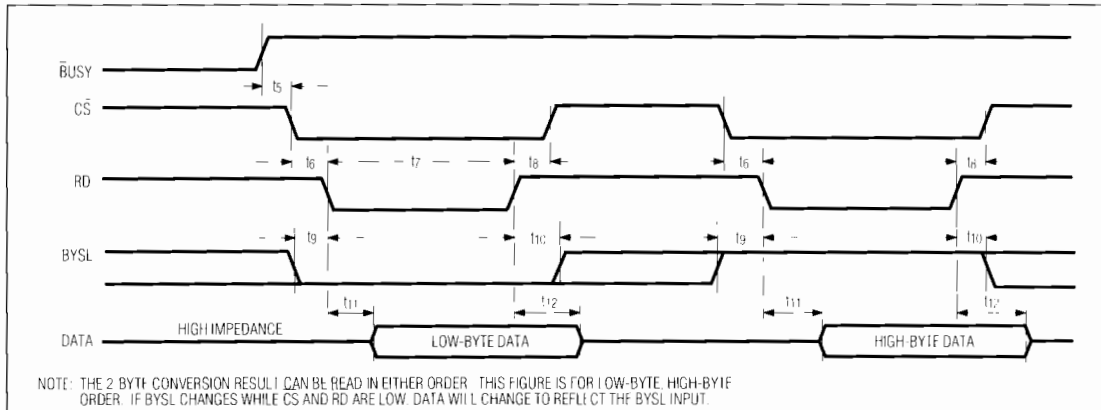 BUSY
t5
CS
t6 t7 t8 t6 t8
RD
t9 t10 t9 t10
BYSL
t11 t12 t11 t12
HIGH IMPEDANCE
DATA LOW-BYTE DATA HIGH-BYTE DATA
NOTE: THE 2 BYTE CONVERSION RESULT CAN BE READ IN EITHER ORDER THIS FIGURE IS FOR LOW-BYTE, HIGH-BYTE
ORDER. IF BYSL CHANGES WHILE CS AND RD ARE LOW DATA WILL CHANGE TO REFLECT THE BYSL INPUT.